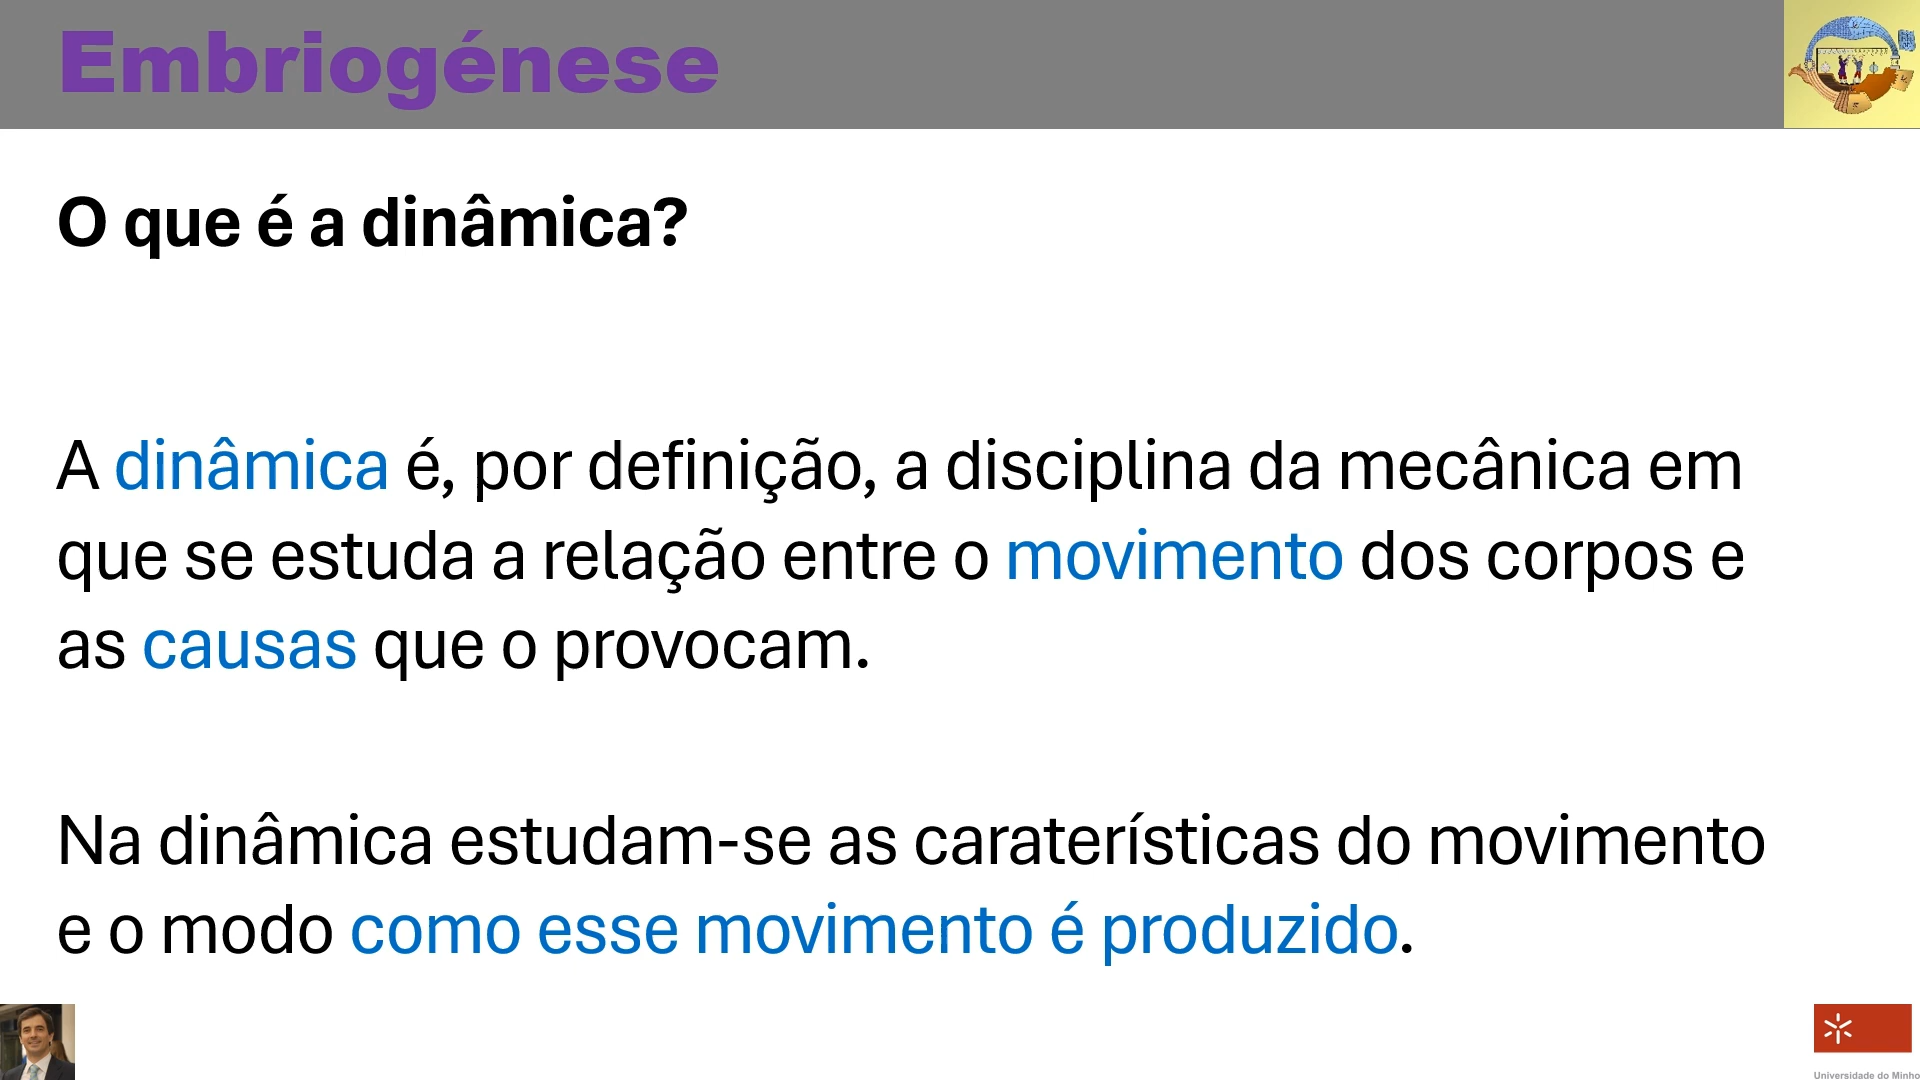 Embriogénese
O que é a dinâmica?
A dinâmica é, por definição, a disciplina da mecânica em
que se estuda a relação entre o movimento dos corpos e
as causas que o provocam.
Na dinâmica estudam-se as caraterísticas do movimento
e o modo como esse movimento é produzido.
Universidade do Minho